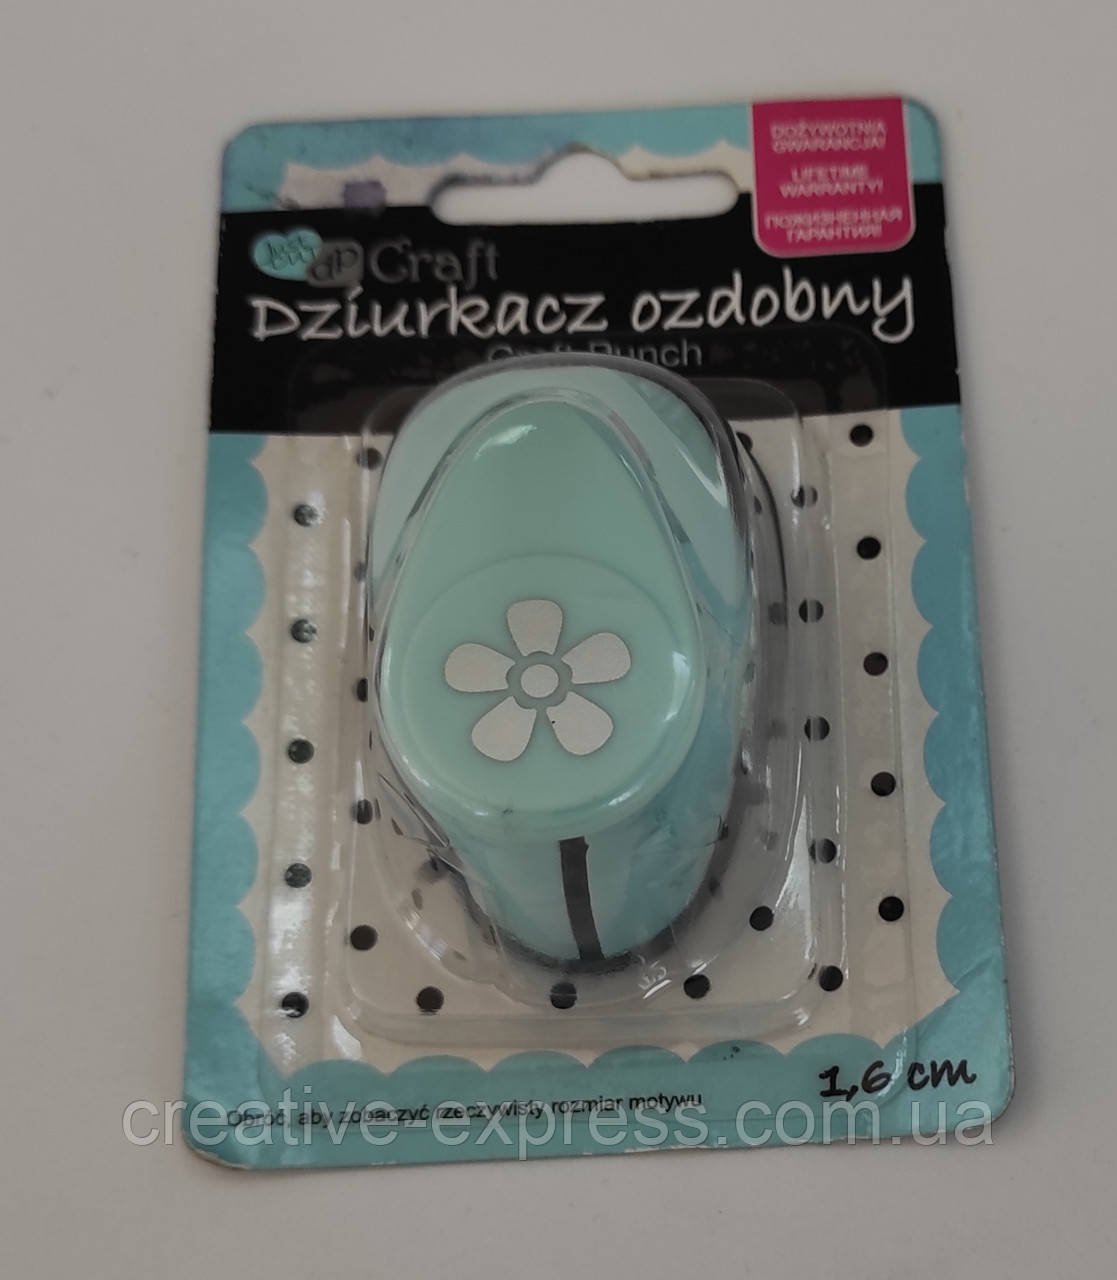 DOŻYWOTNIA
GWARANCJA!
LIFETIME
WARRANTY!
ПОЖИЗНЕННАЯ
ГАРАНТИЯ!
dp Craft
Dziurkacz ozdobny
Craft Punch
1,6 cm
Obróć, aby zobaczyć rzeczywisty rozmiar motywu
creative-express.com.ua